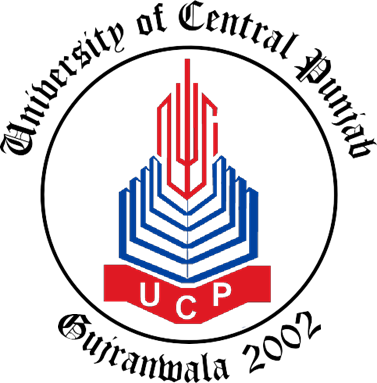 University of Central Punjab
UCP
Gujranwala 2002